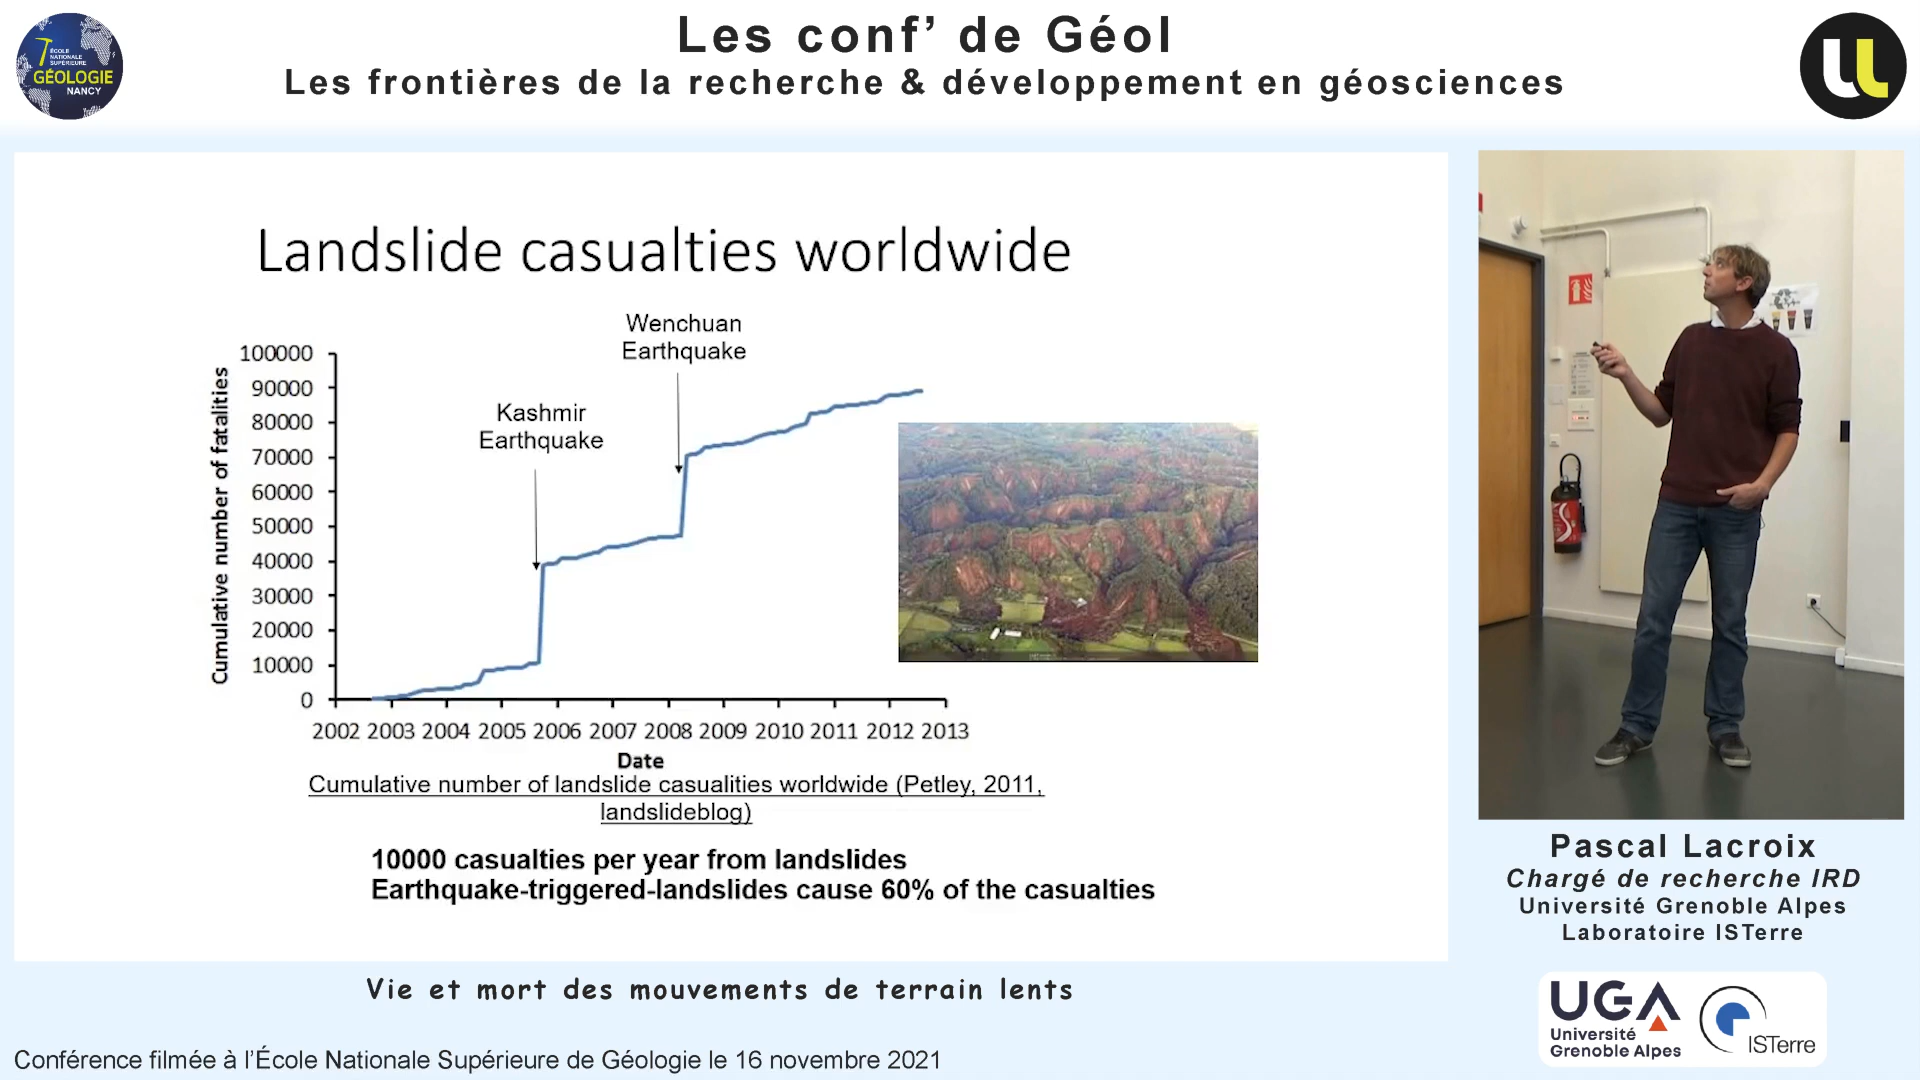 Les conf’ de Géol
Les frontières de la recherche & développement en géosciences
ÉCOLE
NATIONALE
SUPÉRIEURE
GÉOLOGIE
NANCY
Landslide casualties worldwide
Wenchuan
Earthquake
Kashmir
Earthquake
Cumulative number of fatalities
100000
90000
80000
70000
60000
50000
40000
30000
20000
10000
0
2002 2003 2004 2005 2006 2007 2008 2009 2010 2011 2012 2013
Date
Cumulative number of landslide casualities worldwide (Petley, 2011,
landslideblog)
10000 casualties per year from landslides
Earthquake-triggered-landslides cause 60% of the casualties
Pascal Lacroix
Chargé de recherche IRD
Université Grenoble Alpes
Laboratoire ISTerre
Vie et mort des mouvements de terrain lents
UGA
Université
Grenoble Alpes
ISTerre
Conférence filmée à l’École Nationale Supérieure de Géologie le 16 novembre 2021